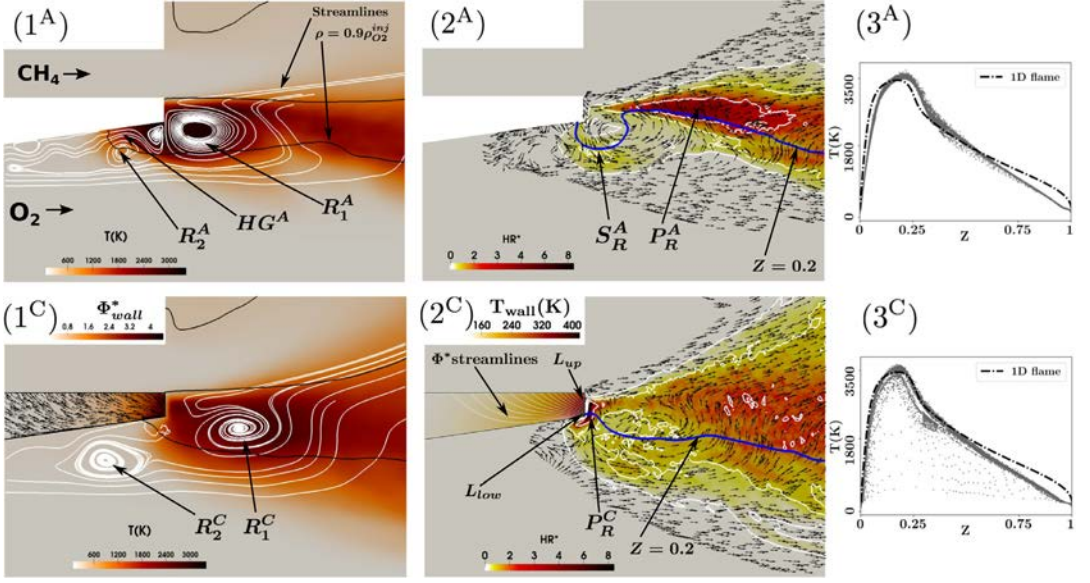 (1^A)
Streamlines
ρ = 0.9ρ_{O2}^{inj}
CH₄
O₂
R_2^A
HG^A
R_1^A
T(K)
600 1200 1800 2400 3000
(2^A)
S_R^A
P_R^A
Z = 0.2
HR*
0 2 4 6 8
(3^A)
1D flame
T(K)
3500
1800
0
0 0.25 0.75 1
Z
(1^C)
Φ*_{wall}
0.8 1.6 2.4 3.2 4
R_2^C
R_1^C
T(K)
600 1200 1800 2400 3000
(2^C)
T_{wall}(K)
160 240 320 400
Φ*streamlines
L_{up}
L_{low}
P_R^C
Z = 0.2
HR*
0 2 4 6 8
(3^C)
1D flame
T(K)
3500
1800
0
0 0.25 0.75 1
Z